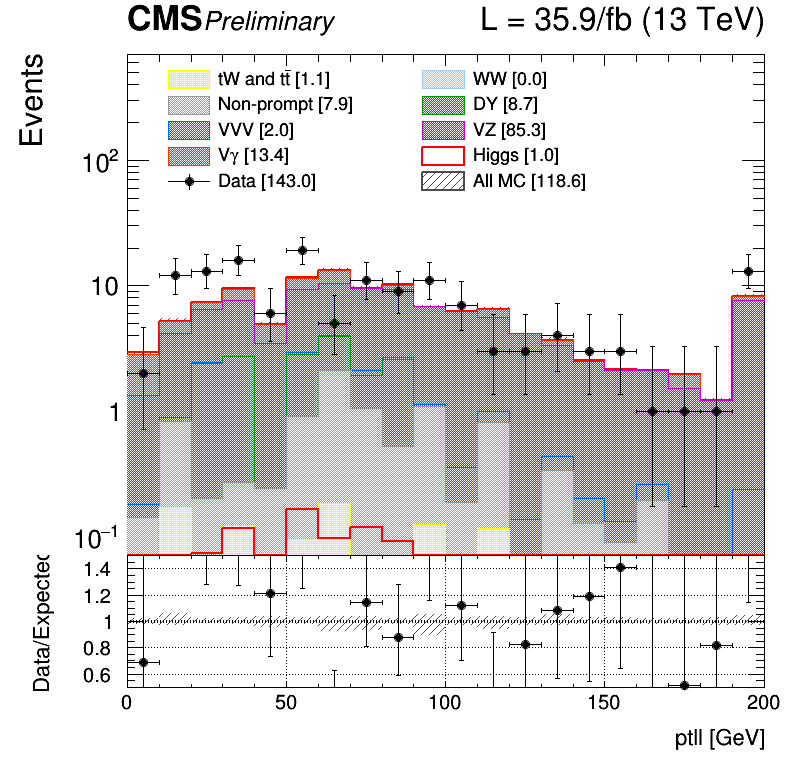 CMS Preliminary L = 35.9/fb (13 TeV)
Events
tW and tt̄ [1.1] WW [0.0]
Non-prompt [7.9] DY [8.7]
VVV [2.0] VZ [85.3]
Vγ [13.4] Higgs [1.0]
Data [143.0] All MC [118.6]
10²
10
1
10⁻¹
Data/Expected
1.4
1.2
1
0.8
0.6
0 50 100 150 200
ptll [GeV]